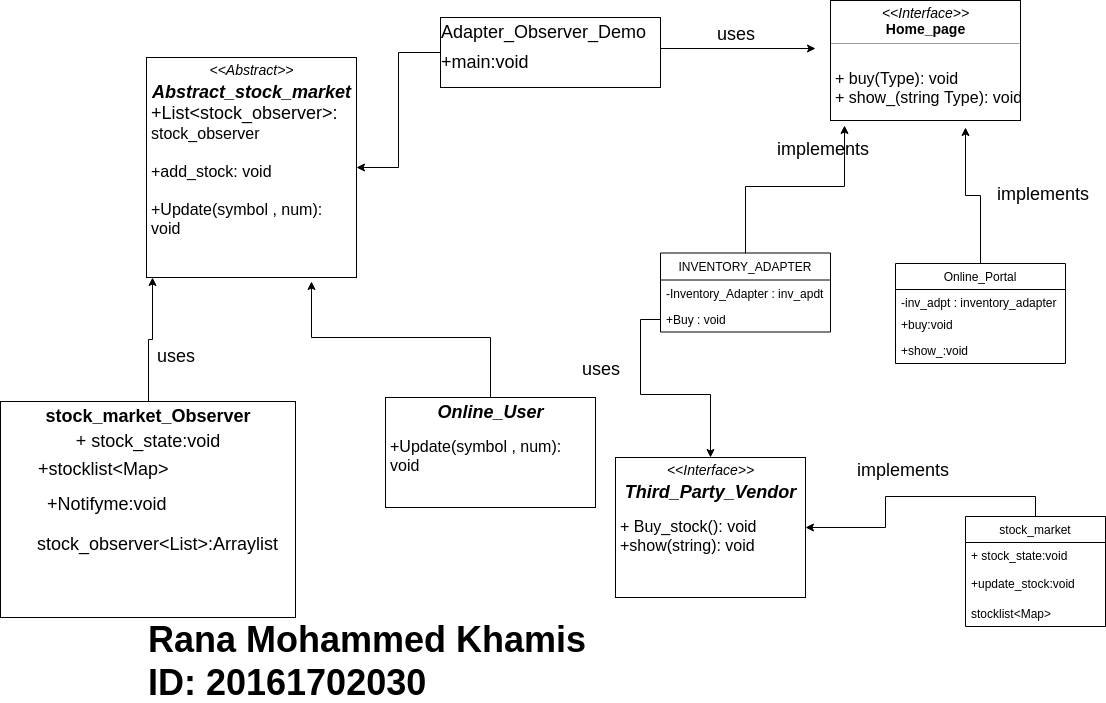 <<Interface>>
Home_page
+ buy(Type): void
+ show_(string Type): void
Adapter_Observer_Demo
+main:void
uses
<<Abstract>>
Abstract_stock_market
+List<stock_observer>:
stock_observer
+add_stock: void
+Update(symbol , num):
void
implements
implements
INVENTORY_ADAPTER
-Inventory_Adapter : inv_apdt
+Buy : void
Online_Portal
-inv_adpt : inventory_adapter
+buy:void
+show_:void
uses
uses
stock_market_Observer
+ stock_state:void
+stocklist<Map>
+Notifyme:void
stock_observer<List>:Arraylist
Online_User
+Update(symbol , num):
void
<<Interface>>
Third_Party_Vendor
+ Buy_stock(): void
+show(string): void
implements
stock_market
+ stock_state:void
+update_stock:void
stocklist<Map>
Rana Mohammed Khamis
ID: 20161702030